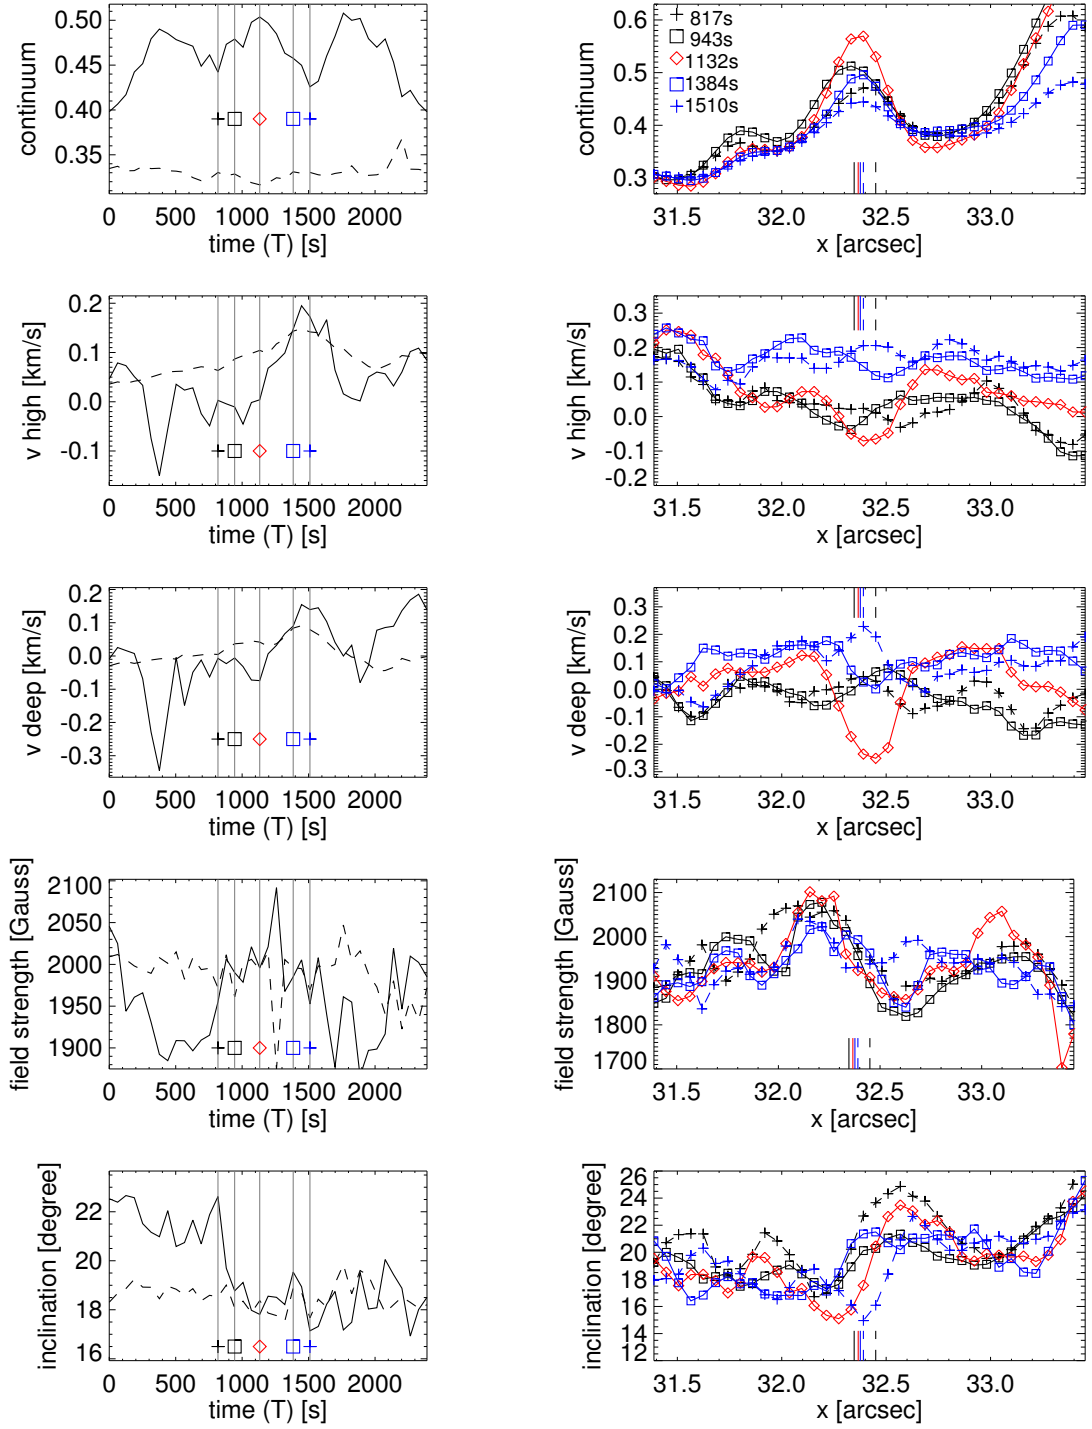 continuum
0.50
0.45
0.40
0.35
0 500 1000 1500 2000
time (T) [s]
continuum
0.6
0.5
0.4
0.3
817s
943s
1132s
1384s
1510s
31.5 32.0 32.5 33.0
x [arcsec]
v high [km/s]
0.2
0.1
0.0
-0.1
0 500 1000 1500 2000
time (T) [s]
v high [km/s]
0.3
0.2
0.1
0.0
-0.1
-0.2
31.5 32.0 32.5 33.0
x [arcsec]
v deep [km/s]
0.2
0.1
0.0
-0.1
-0.2
-0.3
0 500 1000 1500 2000
time (T) [s]
v deep [km/s]
0.3
0.2
0.1
0.0
-0.1
-0.2
-0.3
31.5 32.0 32.5 33.0
x [arcsec]
field strength [Gauss]
2100
2050
2000
1950
1900
0 500 1000 1500 2000
time (T) [s]
field strength [Gauss]
2100
2000
1900
1800
1700
31.5 32.0 32.5 33.0
x [arcsec]
inclination [degree]
22
20
18
16
0 500 1000 1500 2000
time (T) [s]
inclination [degree]
26
24
22
20
18
16
14
12
31.5 32.0 32.5 33.0
x [arcsec]